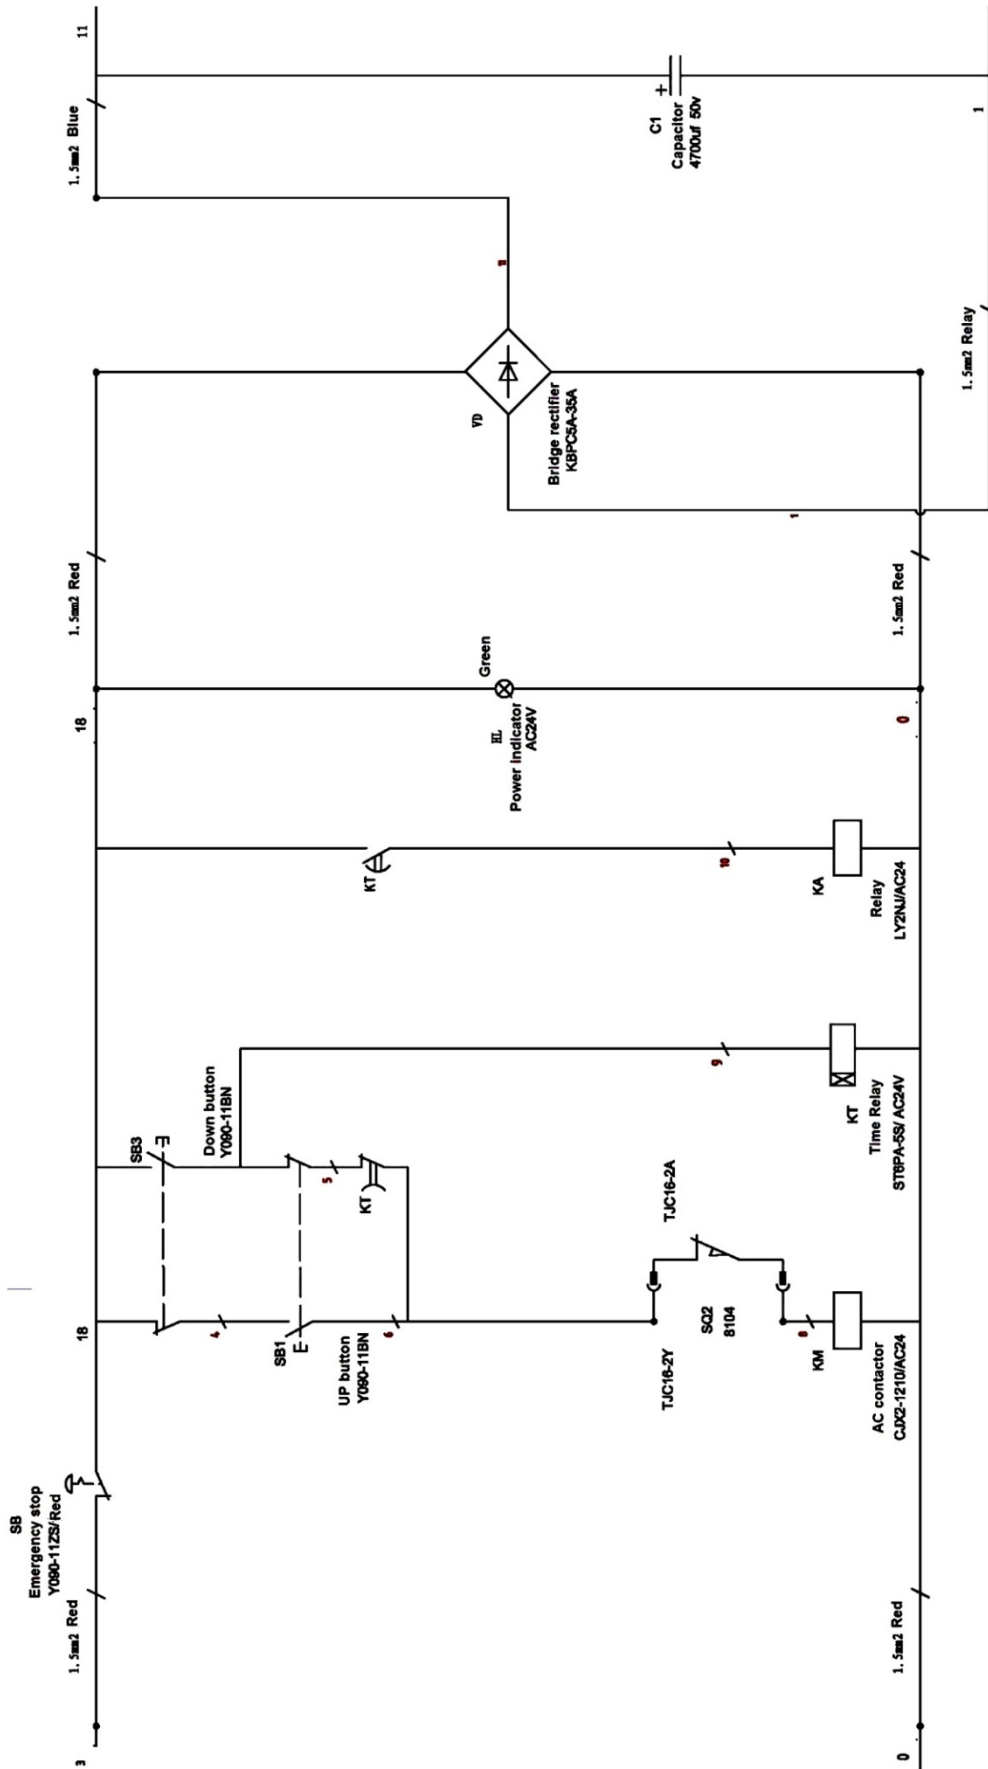 SB
Emergency stop
Y090-11ZS/Red
3
1.5mm2 Red
18
SB3
Down button
Y090-11BN
4
SB1
UP button
Y090-11BN
5
KT
6
TJC16-2Y
TJC16-2A
SQ2
8104
8
KM
AC contactor
CJX2-1210/AC24
9
KT
Time Relay
ST6PA-5S/ AC24V
KT
10
KA
Relay
LY2NJ/AC24
18
1.5mm2 Red
Green
HL
Power indicator
AC24V
0
1.5mm2 Red
VD
Bridge rectifier
KBPC5A-35A
11
1
1.5mm2 Blue
11
C1
+
Capacitor
4700uf 50v
1
1.5mm2 Relay
0
1.5mm2 Red